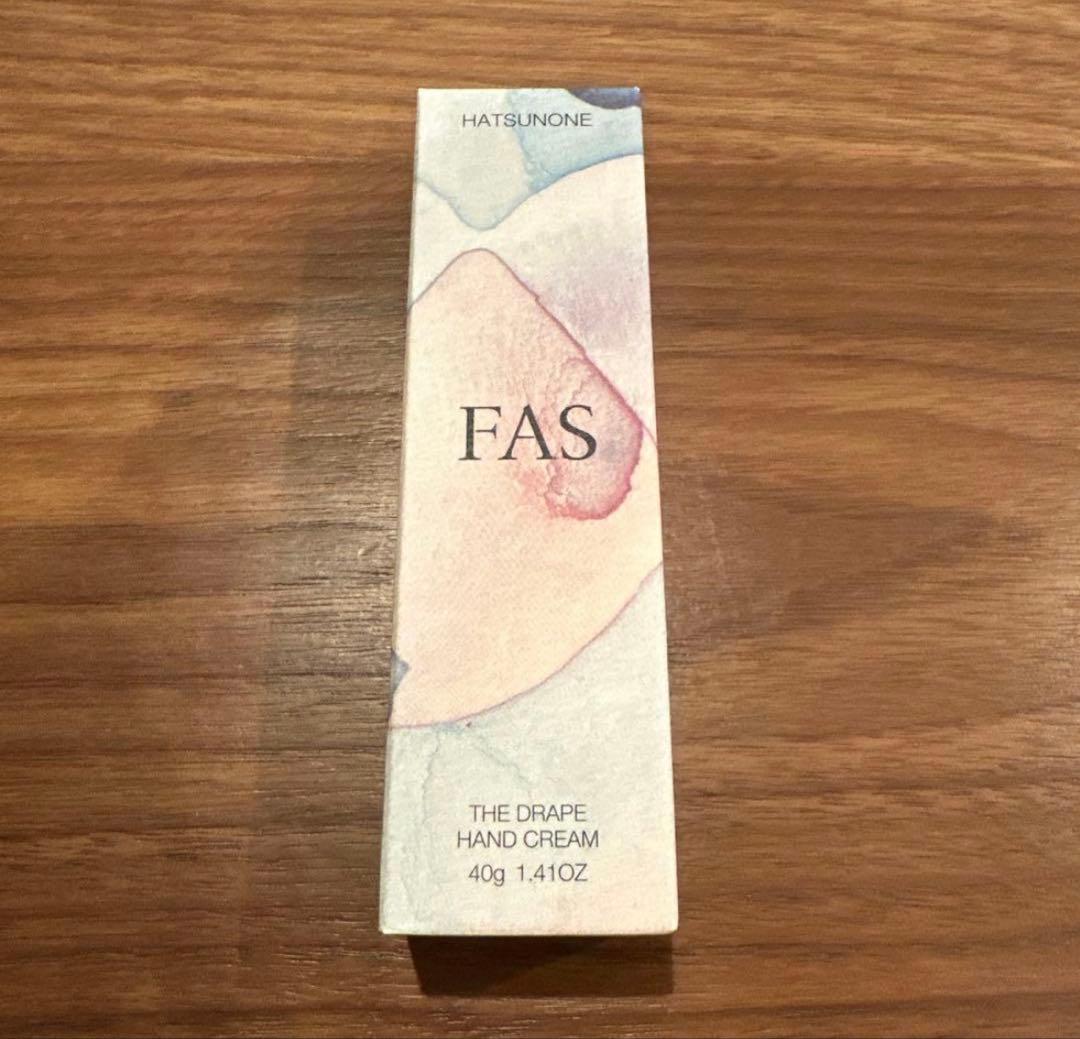 HATSUNONE
FAS
THE DRAPE
HAND CREAM
40g 1.41OZ